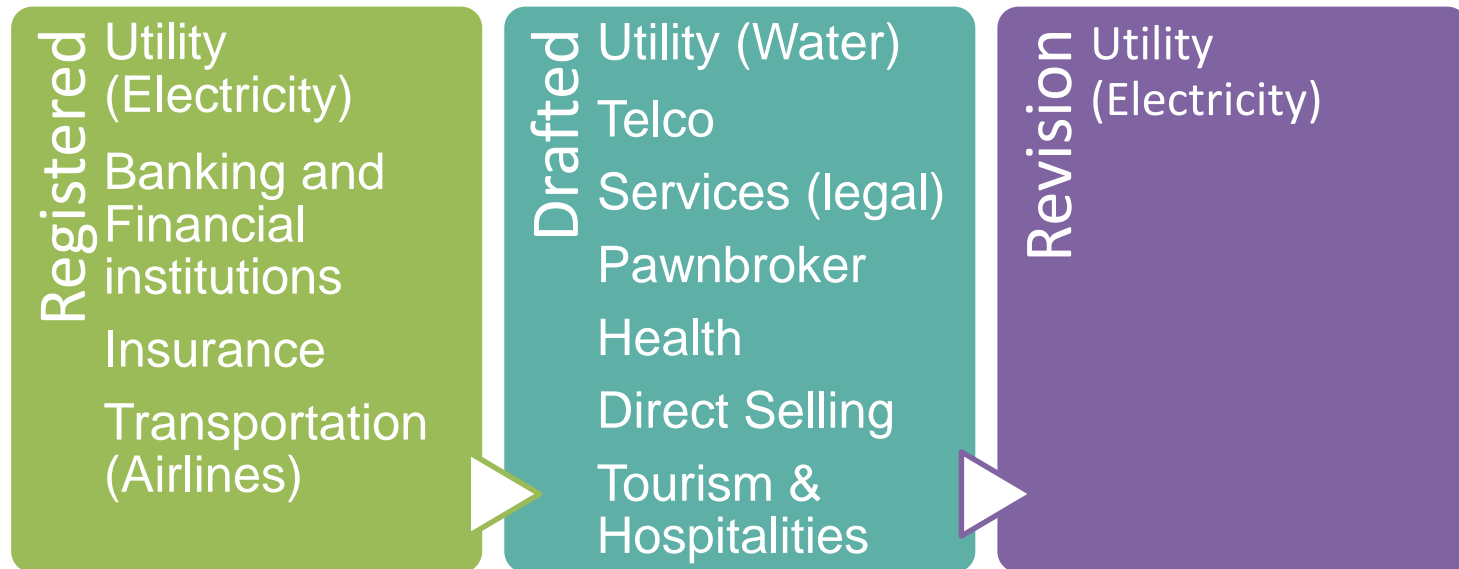 Registered
Utility
(Electricity)
Banking and
Financial
institutions
Insurance
Transportation
(Airlines)
Drafted
Utility (Water)
Telco
Services (legal)
Pawnbroker
Health
Direct Selling
Tourism &
Hospitalities
Revision
Utility
(Electricity)